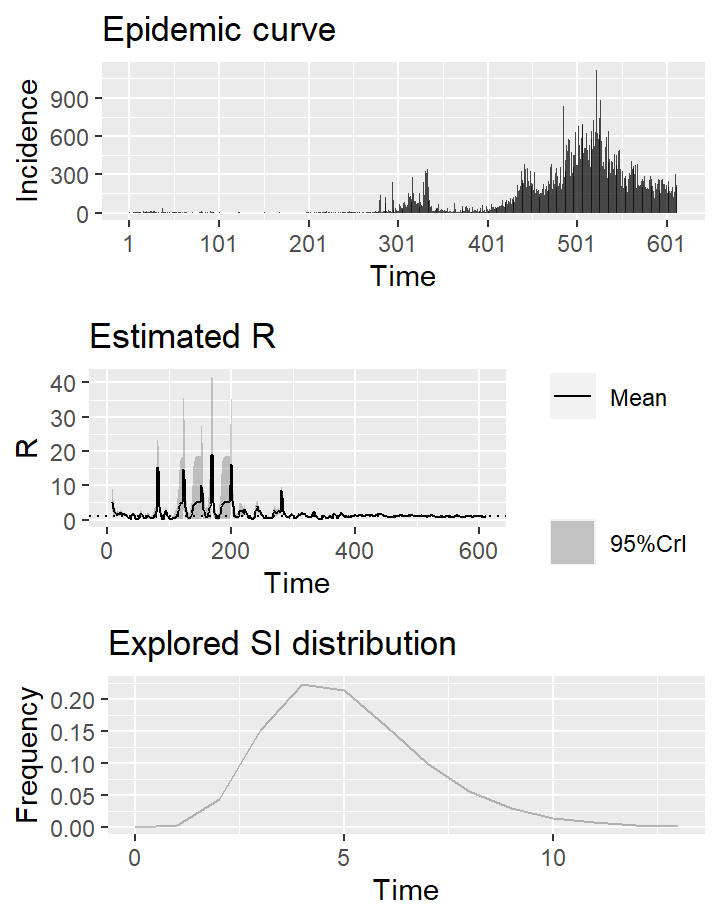 Epidemic curve
Incidence
900
600
300
0
1 101 201 301 401 501 601
Time
Estimated R
R
40
30
20
10
0
0 200 400 600
Time
Mean
95%CrI
Explored SI distribution
Frequency
0.20
0.15
0.10
0.05
0.00
0 5 10
Time